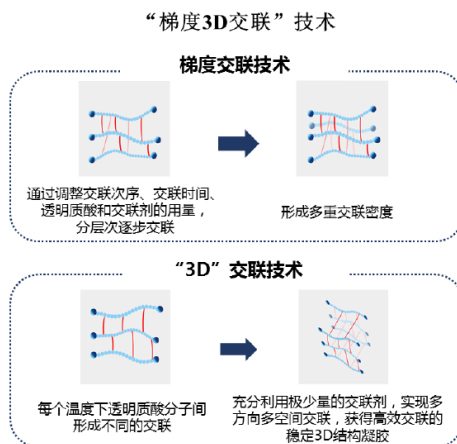 “梯度3D交联”技术
梯度交联技术
通过调整交联次序、交联时间、
透明质酸和交联剂的用量，
分层次逐步交联
形成多重交联密度
“3D”交联技术
每个温度下透明质酸分子间
形成不同的交联
充分利用极少量的交联剂，实现多
方向多空间交联，获得高效交联的
稳定3D结构凝胶